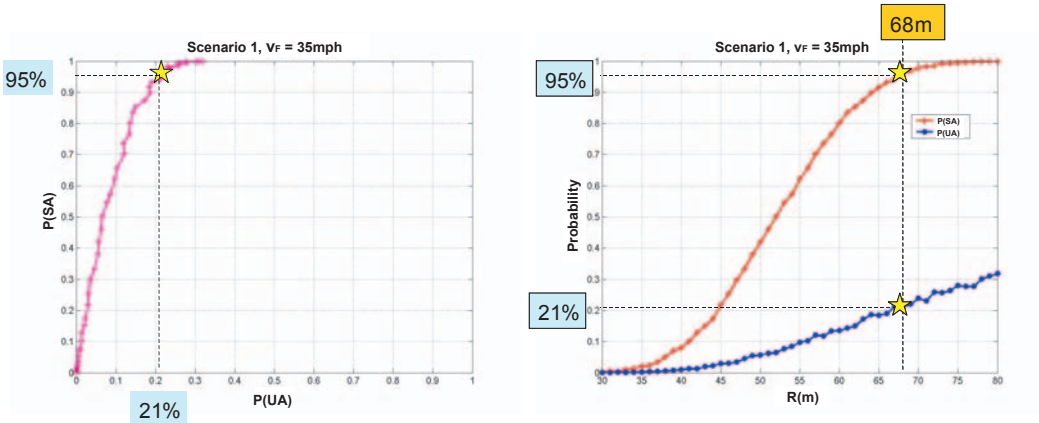 Scenario 1, vF = 35mph
95%
1
0.9
0.8
0.7
0.6
0.5
0.4
0.3
0.2
0.1
0
P(SA)
0 0.1 0.2 0.3 0.4 0.5 0.6 0.7 0.8 0.9 1
P(UA)
21%
68m
Scenario 1, vF = 35mph
95%
1
0.9
0.8
0.7
0.6
0.5
0.4
0.3
0.2
0.1
0
Probability
P(SA)
P(UA)
21%
30 35 40 45 50 55 60 65 70 75 80
R(m)